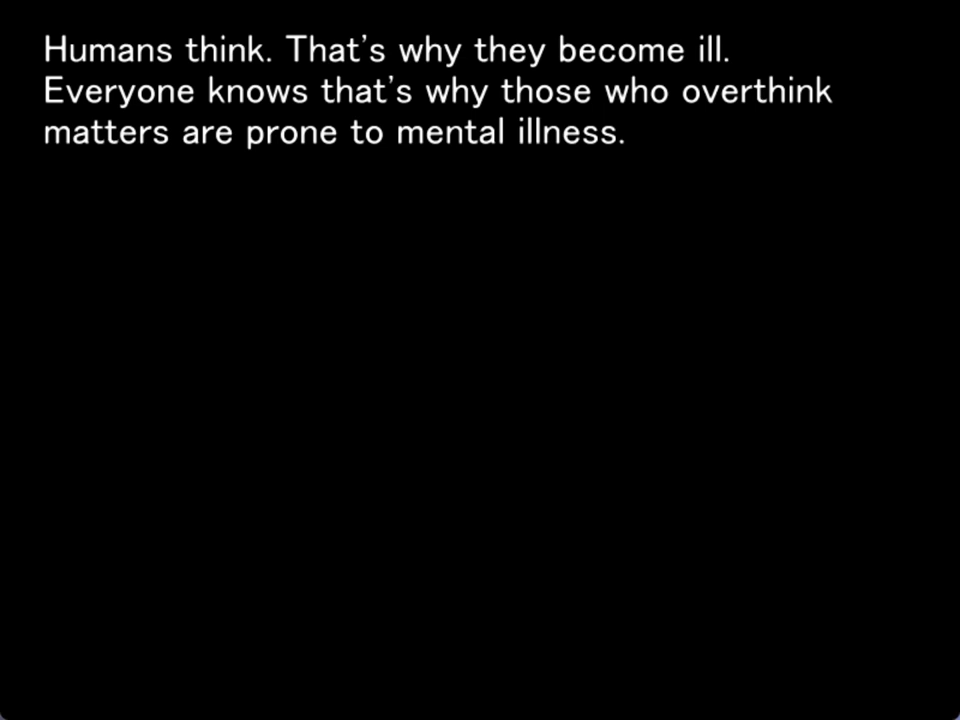 Humans think. That's why they become ill.
Everyone knows that's why those who overthink
matters are prone to mental illness.